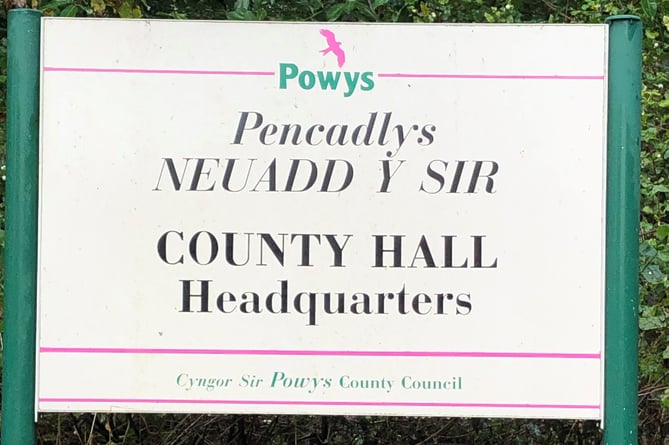 Powys
Pencadlys
NEUADD Y SIR
COUNTY HALL
Headquarters
Cyngor Sir Powys County Council